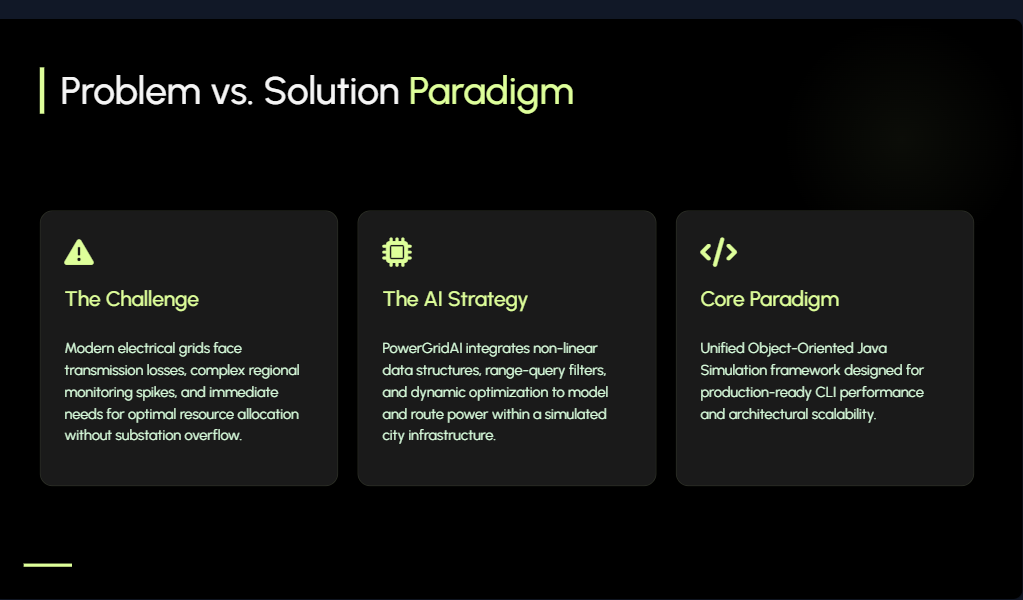 Problem vs. Solution Paradigm
The Challenge
Modern electrical grids face
transmission losses, complex regional
monitoring spikes, and immediate
needs for optimal resource allocation
without substation overflow.
The AI Strategy
PowerGridAI integrates non-linear
data structures, range-query filters,
and dynamic optimization to model
and route power within a simulated
city infrastructure.
Core Paradigm
Unified Object-Oriented Java
Simulation framework designed for
production-ready CLI performance
and architectural scalability.